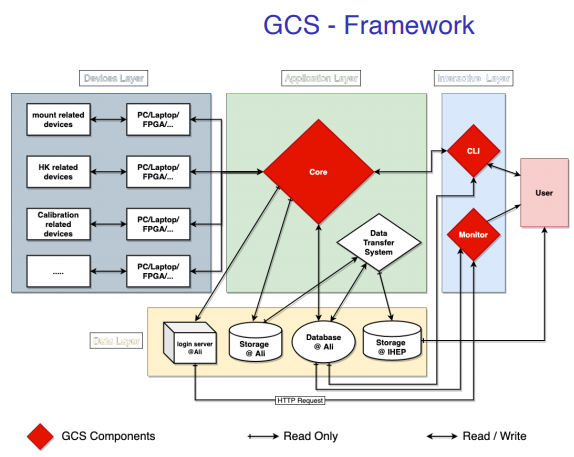 GCS - Framework
Devices Layer
Application Layer
Interactive Layer
mount related
devices
PC/Laptop/
FPGA/...
HK related
devices
PC/Laptop/
FPGA/...
Calibration
related
devices
PC/Laptop/
FPGA/...
.....
PC/Laptop/
FPGA/...
Core
Data
Transfer
System
CLI
Monitor
User
Data Layer
login server
@Ali
Storage
@ Ali
Database
@ Ali
Storage
@ IHEP
HTTP Request
GCS Components
Read Only
Read / Write